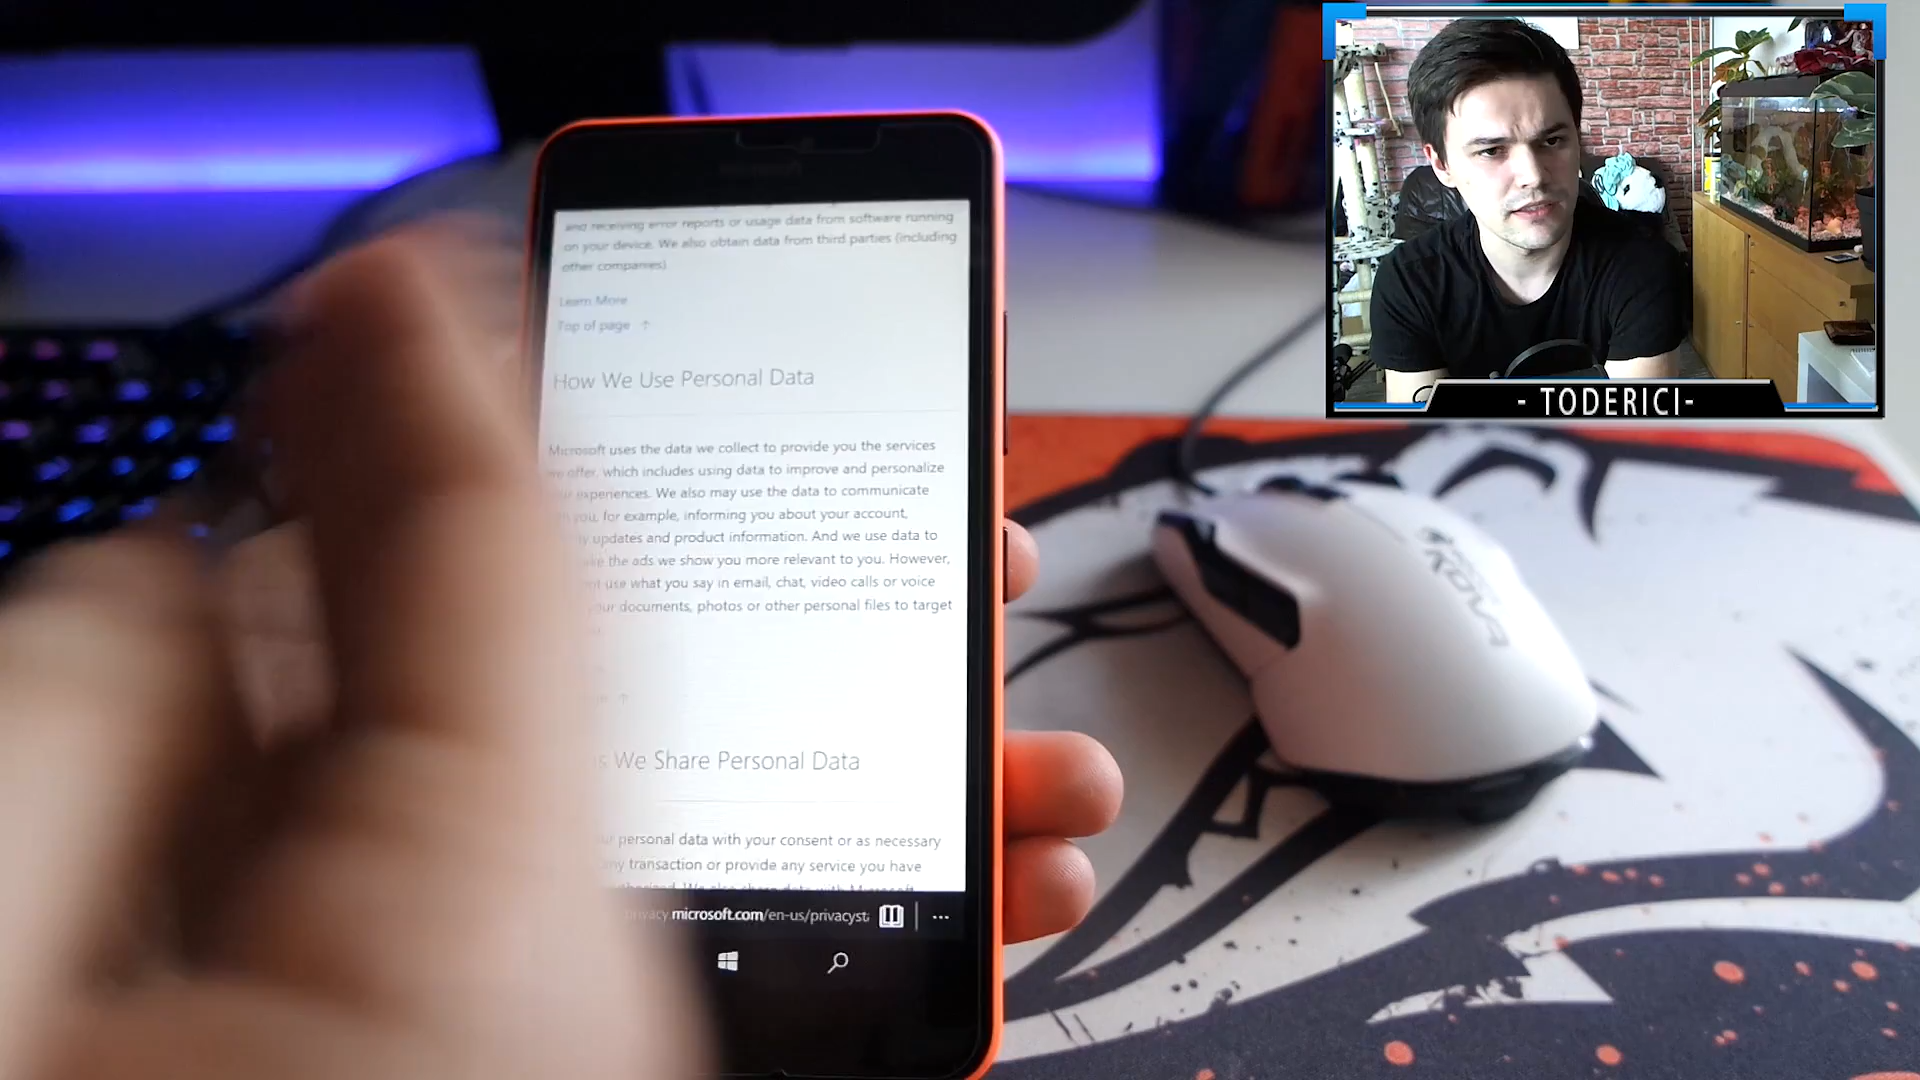 and receiving error reports or usage data from software running
on your device. We also obtain data from third parties (including
other companies)
Learn More
Top of page ↑
How We Use Personal Data
Microsoft uses the data we collect to provide you the services
offer, which includes using data to improve and personalize
experiences. We also may use the data to communicate
you, for example, informing you about your account,
updates and product information. And we use data to
the ads we show you more relevant to you. However,
use what you say in email, chat, video calls or voice
your documents, photos or other personal files to target
We Share Personal Data
personal data with your consent or as necessary
any transaction or provide any service you have
privacy.microsoft.com/en-us/privacyst
- TODERICI-
KOVA